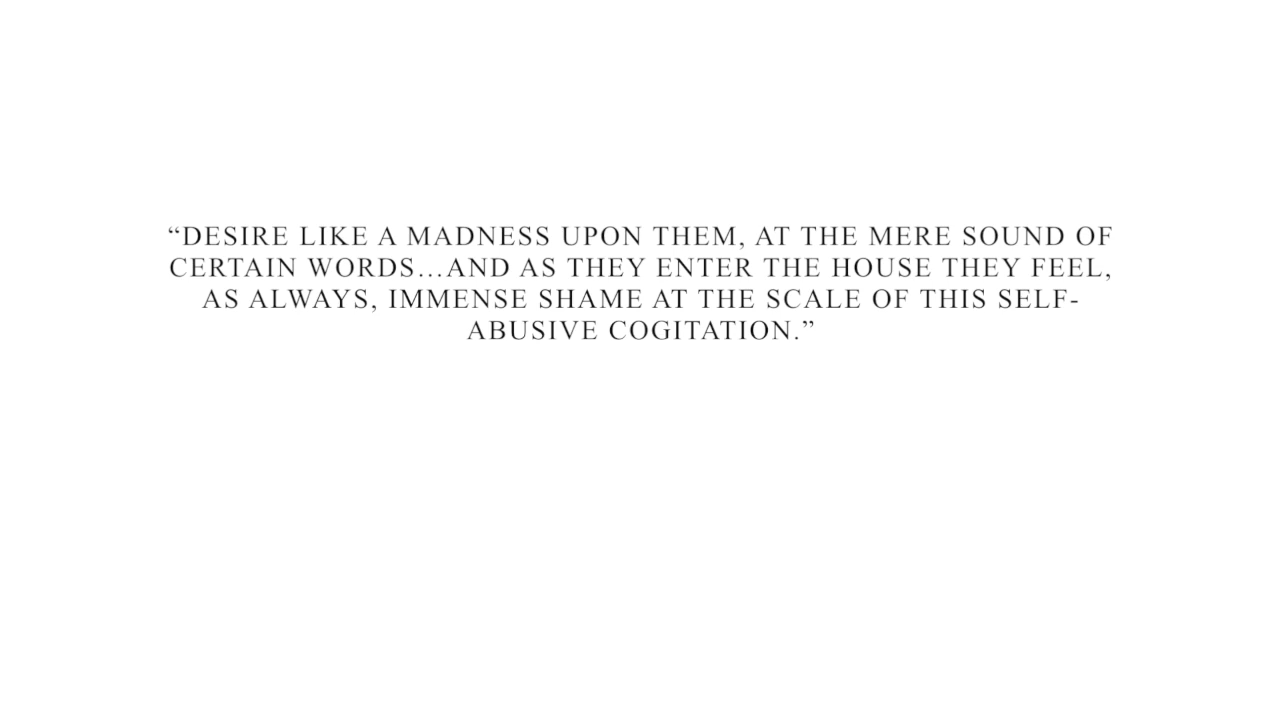 “DESIRE LIKE A MADNESS UPON THEM, AT THE MERE SOUND OF
CERTAIN WORDS…AND AS THEY ENTER THE HOUSE THEY FEEL,
AS ALWAYS, IMMENSE SHAME AT THE SCALE OF THIS SELF-
ABUSIVE COGITATION.”